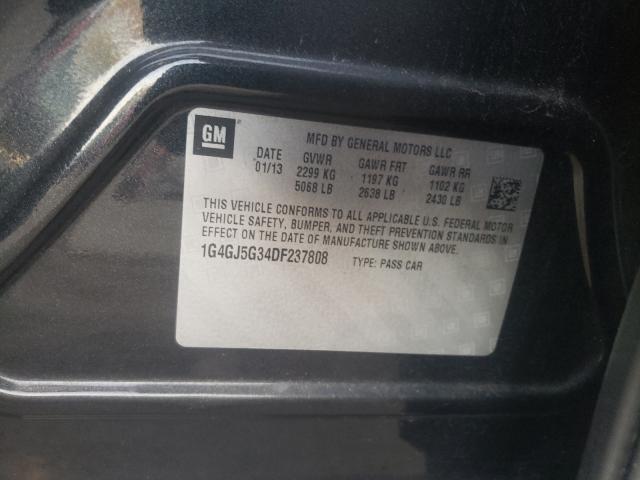 GM
MFD BY GENERAL MOTORS LLC
DATE GVWR GAWR FRT GAWR RR
01/13 2299 KG 1197 KG 1102 KG
5068 LB 2638 LB 2430 LB
THIS VEHICLE CONFORMS TO ALL APPLICABLE U.S. FEDERAL MOTOR
VEHICLE SAFETY, BUMPER, AND THEFT PREVENTION STANDARDS IN
EFFECT ON THE DATE OF MANUFACTURE SHOWN ABOVE.
1G4GJ5G34DF237808 TYPE: PASS CAR